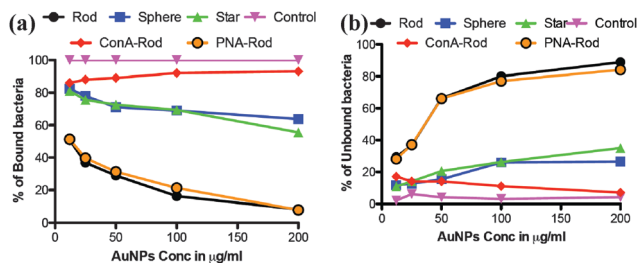 (a)
Rod Sphere Star Control
ConA-Rod PNA-Rod
% of Bound bacteria
100
80
60
40
20
0
0 50 100 150 200
AuNPs Conc in μg/ml
(b)
Rod Sphere Star Control
ConA-Rod PNA-Rod
% of Unbound bacteria
100
80
60
40
20
0
0 50 100 150 200
AuNPs Conc in μg/ml